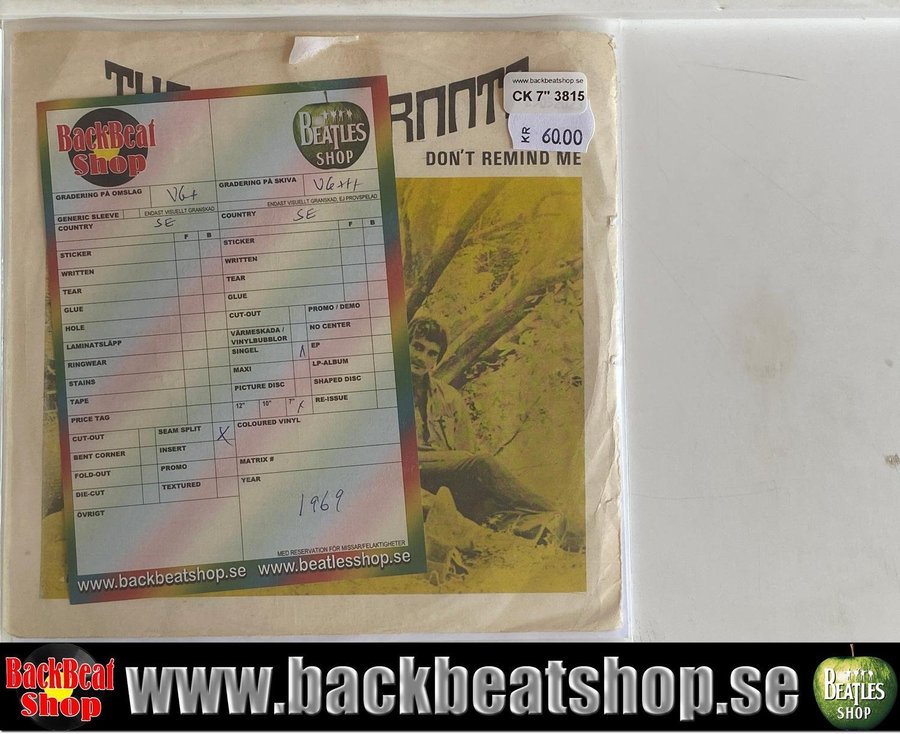 www.backbeatshop.se
CK 7" 3815
KR 60.00
THE
ROOTS
DON'T REMIND ME
BackBeat
Shop
BEATLES
SHOP
GRADERING PÅ OMSLAG VG+
GRADERING PÅ SKIVA VG+++
GENERIC SLEEVE ENDAST VISUELLT GRANSKAD
ENDAST VISUELLT GRANSKAD, EJ PROVSPELAD
COUNTRY SE
COUNTRY SE
F B
F B
STICKER
WRITTEN
TEAR
GLUE
HOLE
LAMINATSLÄPP
RINGWEAR
STAINS
TAPE
PRICE TAG
CUT-OUT SEAM SPLIT X
BENT CORNER INSERT
FOLD-OUT PROMO
DIE-CUT TEXTURED
ÖVRIGT
STICKER
WRITTEN
TEAR
GLUE
CUT-OUT PROMO / DEMO
VÄRMESKADA / VINYLBUBBLOR NO CENTER
SINGEL X EP
MAXI LP-ALBUM
PICTURE DISC SHAPED DISC
12" 10" 7" X RE-ISSUE
COLOURED VINYL
MATRIX #
YEAR
1969
MED RESERVATION FÖR MISSAR/FELAKTIGHETER
www.backbeatshop.se www.beatlesshop.se
BackBeat
Shop
www.backbeatshop.se
BEATLES
SHOP